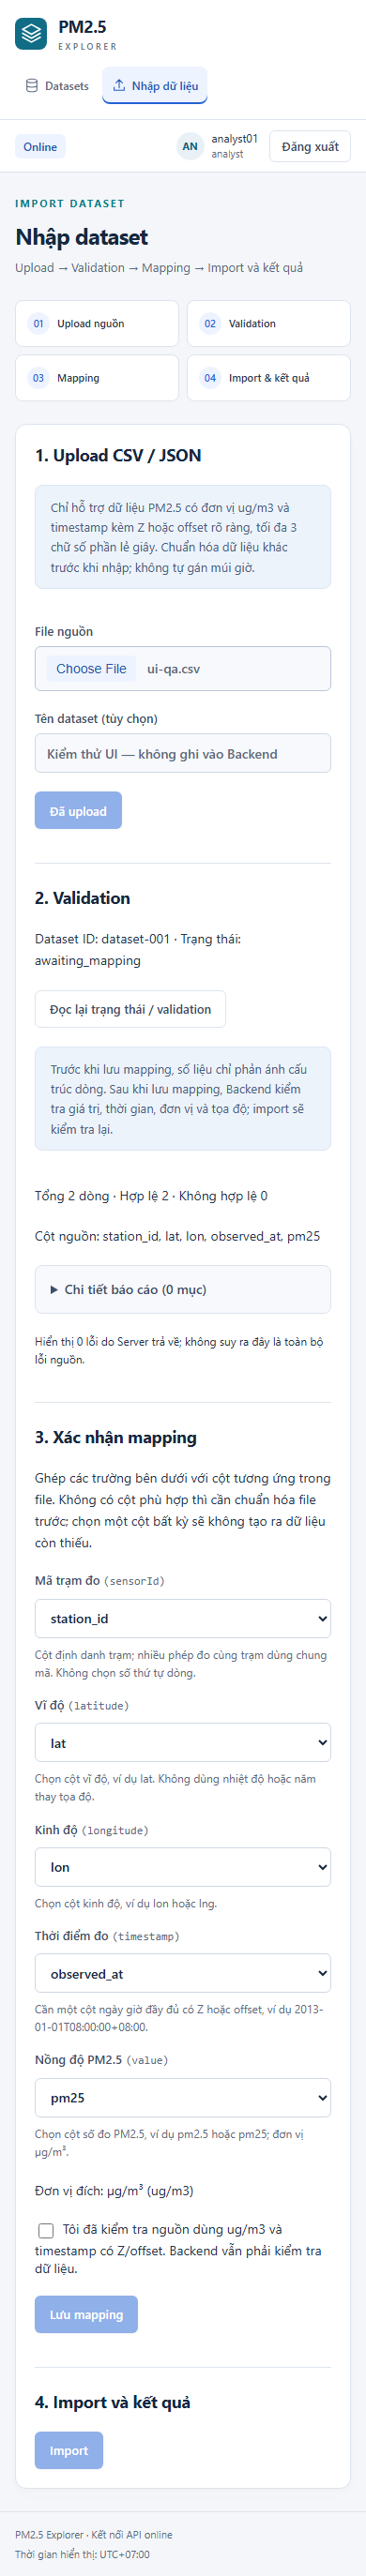 PM2.5
EXPLORER
Datasets
Nhập dữ liệu
Online
AN
analyst01
analyst
Đăng xuất
IMPORT DATASET
Nhập dataset
Upload → Validation → Mapping → Import và kết quả
01 Upload nguồn
02 Validation
03 Mapping
04 Import & kết quả
1. Upload CSV / JSON
Chỉ hỗ trợ dữ liệu PM2.5 có đơn vị ug/m3 và
timestamp kèm Z hoặc offset rõ ràng, tối đa 3
chữ số phần lẻ giây. Chuẩn hóa dữ liệu khác
trước khi nhập; không tự gán múi giờ.
File nguồn
Choose File ui-qa.csv
Tên dataset (tùy chọn)
Kiểm thử UI — không ghi vào Backend
Đã upload
2. Validation
Dataset ID: dataset-001 · Trạng thái:
awaiting_mapping
Đọc lại trạng thái / validation
Trước khi lưu mapping, số liệu chỉ phản ánh cấu
trúc dòng. Sau khi lưu mapping, Backend kiểm
tra giá trị, thời gian, đơn vị và tọa độ; import sẽ
kiểm tra lại.
Tổng 2 dòng · Hợp lệ 2 · Không hợp lệ 0
Cột nguồn: station_id, lat, lon, observed_at, pm25
▶ Chi tiết báo cáo (0 mục)
Hiển thị 0 lỗi do Server trả về; không suy ra đây là toàn bộ
lỗi nguồn.
3. Xác nhận mapping
Ghép các trường bên dưới với cột tương ứng trong
file. Không có cột phù hợp thì cần chuẩn hóa file
trước; chọn một cột bất kỳ sẽ không tạo ra dữ liệu
còn thiếu.
Mã trạm đo (sensorId)
station_id
Cột định danh trạm; nhiều phép đo cùng trạm dùng chung
mã. Không chọn số thứ tự dòng.
Vĩ độ (latitude)
lat
Chọn cột vĩ độ, ví dụ lat. Không dùng nhiệt độ hoặc năm
thay tọa độ.
Kinh độ (longitude)
lon
Chọn cột kinh độ, ví dụ lon hoặc lng.
Thời điểm đo (timestamp)
observed_at
Cần một cột ngày giờ đầy đủ có Z hoặc offset, ví dụ 2013-
01-01T08:00:00+08:00.
Nồng độ PM2.5 (value)
pm25
Chọn cột số đo PM2.5, ví dụ pm2.5 hoặc pm25; đơn vị
µg/m³.
Đơn vị đích: µg/m³ (ug/m3)
Tôi đã kiểm tra nguồn dùng ug/m3 và
timestamp có Z/offset. Backend vẫn phải kiểm tra
dữ liệu.
Lưu mapping
4. Import và kết quả
Import
PM2.5 Explorer · Kết nối API online
Thời gian hiển thị: UTC+07:00